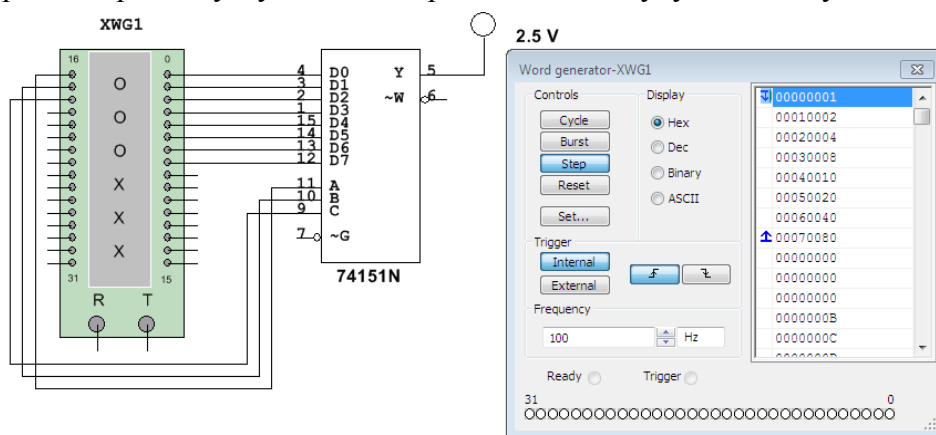 XWG1
16 0
O
O
O
X
X
X
31 15
R T
4 D0 Y 5
3 D1
2 D2 ~W 6
1 D3
15 D4
14 D5
13 D6
12 D7
11 A
10 B
9 C
7 ~G
74151N
2.5 V
Word generator-XWG1
Controls
Cycle
Burst
Step
Reset
Set...
Display
Hex
Dec
Binary
ASCII
Trigger
Internal
External
Frequency
100 Hz
Ready Trigger
31 0
00000001
00010002
00020004
00030008
00040010
00050020
00060040
00070080
00000000
00000000
00000000
0000000B
0000000C